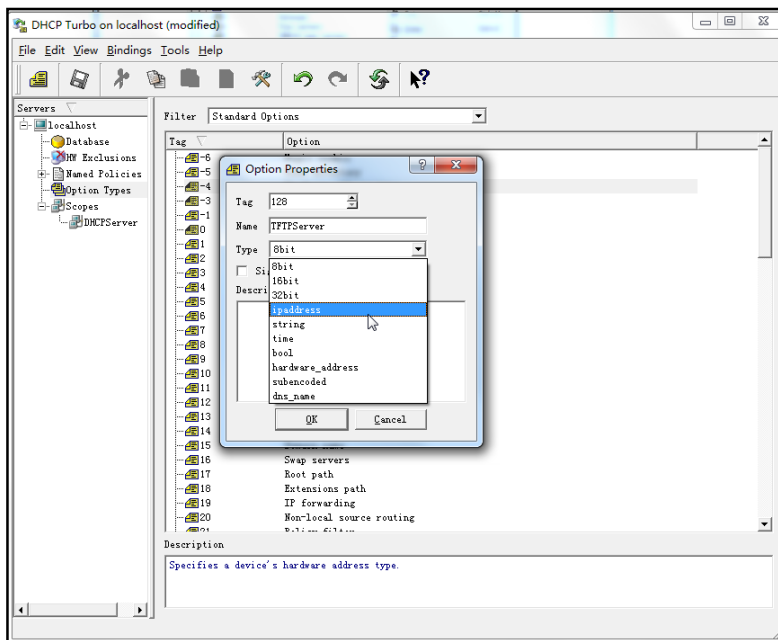 DHCP Turbo on localhost (modified)
File Edit View Bindings Tools Help
Servers
localhost
Database
HW Exclusions
Named Policies
Option Types
Scopes
DHCPServer
Filter Standard Options
Tag Option
-6
-5
-4
-3
-1
0
1
2
3
4
5
6
7
8
9
10
11
12
13
14
15
16 Swap servers
17 Root path
18 Extensions path
19 IP forwarding
20 Non-local source routing
21 Policy filter
Option Properties
Tag 128
Name TFTPServer
Type 8bit
8bit
16bit
32bit
ipaddress
string
time
bool
hardware_address
subencoded
dns_name
OK Cancel
Description
Specifies a device's hardware address type.